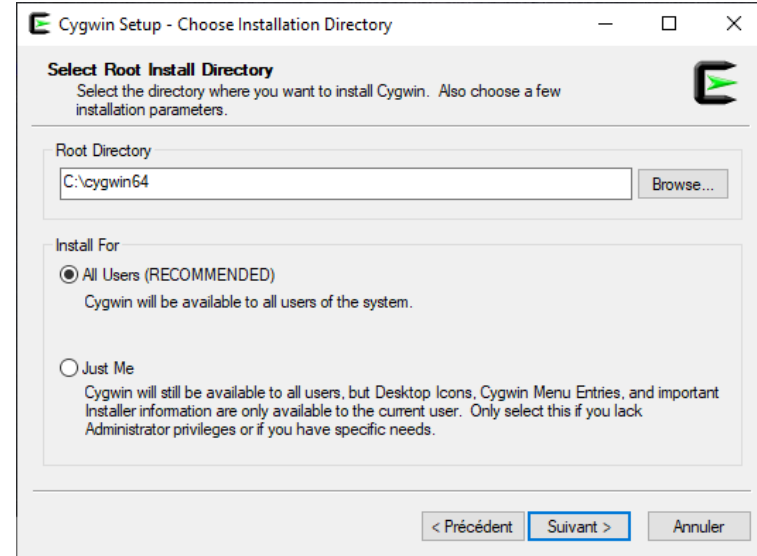 Cygwin Setup - Choose Installation Directory
Select Root Install Directory
Select the directory where you want to install Cygwin. Also choose a few
installation parameters.
Root Directory
C:\cygwin64
Browse...
Install For
All Users (RECOMMENDED)
Cygwin will be available to all users of the system.
Just Me
Cygwin will still be available to all users, but Desktop Icons, Cygwin Menu Entries, and important
Installer information are only available to the current user. Only select this if you lack
Administrator privileges or if you have specific needs.
< Précédent
Suivant >
Annuler